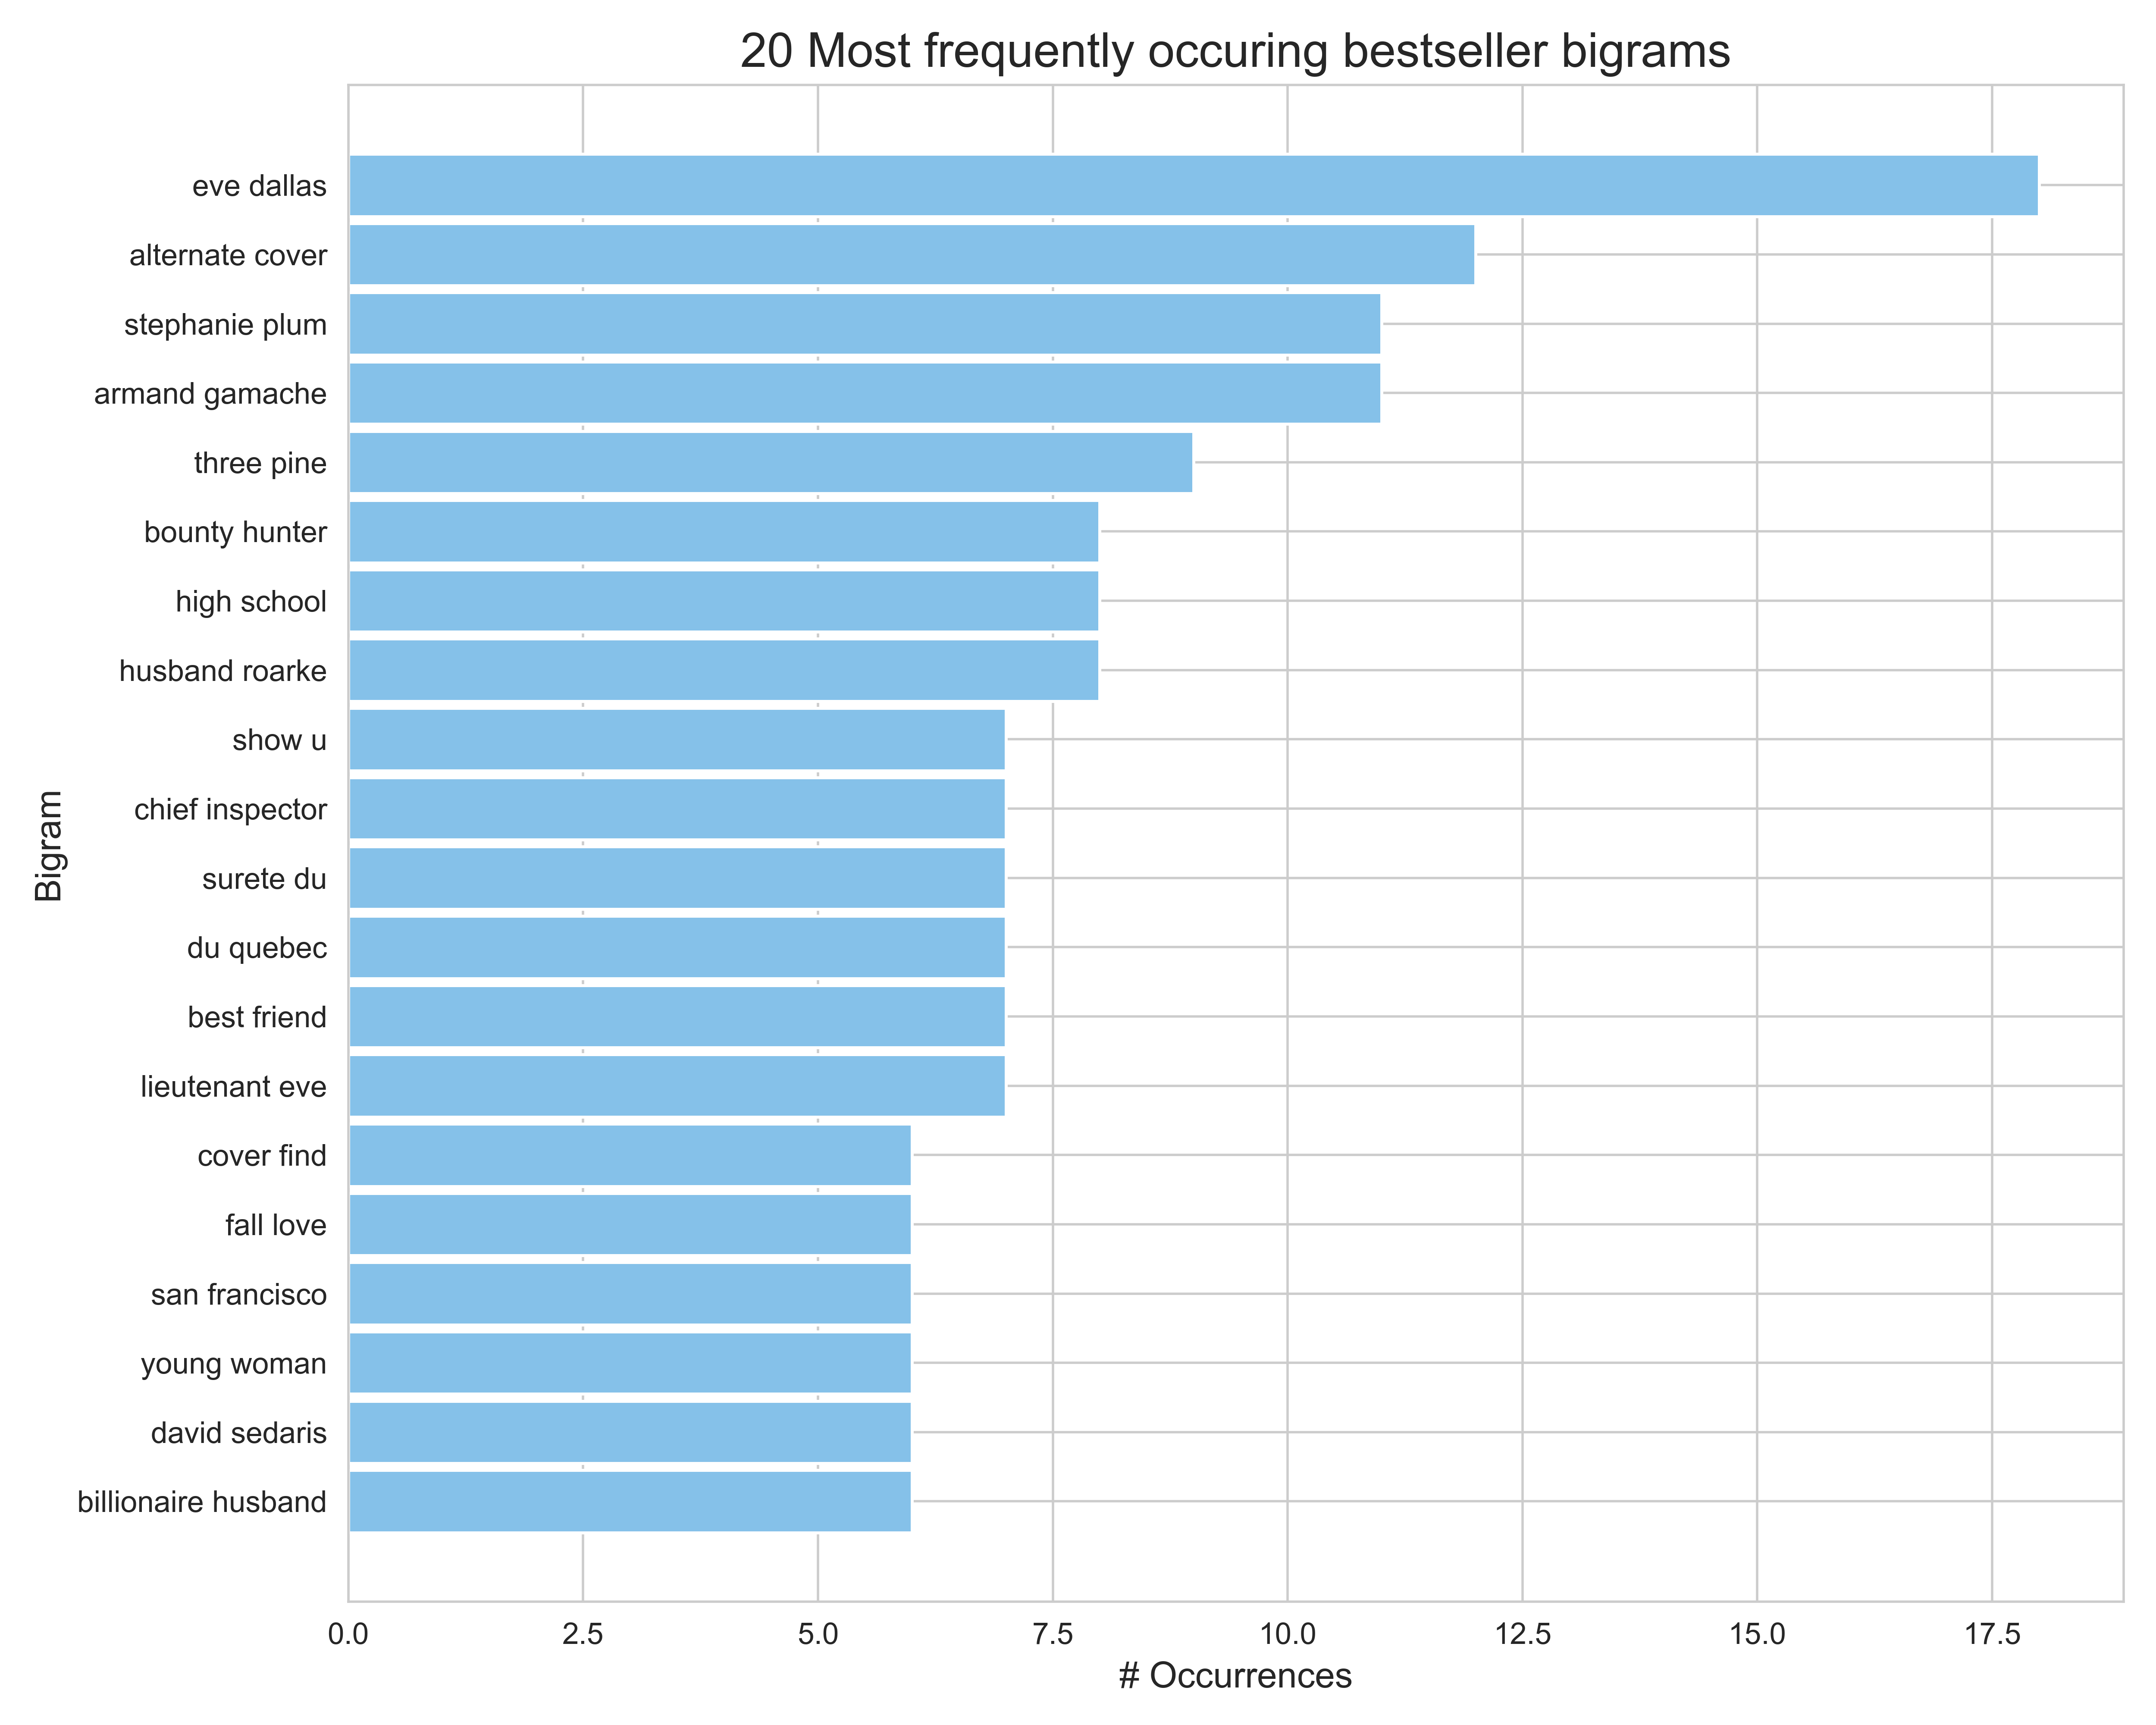 20 Most frequently occuring bestseller bigrams
eve dallas
alternate cover
stephanie plum
armand gamache
three pine
bounty hunter
high school
husband roarke
show u
chief inspector
surete du
du quebec
best friend
lieutenant eve
cover find
fall love
san francisco
young woman
david sedaris
billionaire husband
Bigram
0.0 2.5 5.0 7.5 10.0 12.5 15.0 17.5
# Occurrences